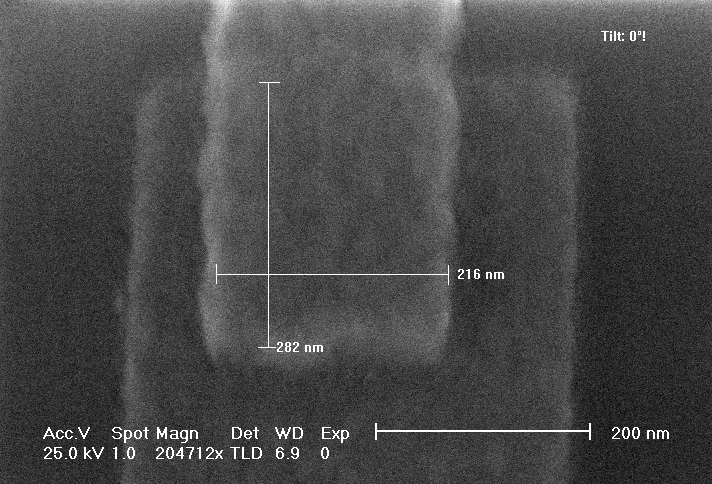 Tilt: 0°!
216 nm
282 nm
Acc.V Spot Magn Det WD Exp 200 nm
25.0 kV 1.0 204712x TLD 6.9 0